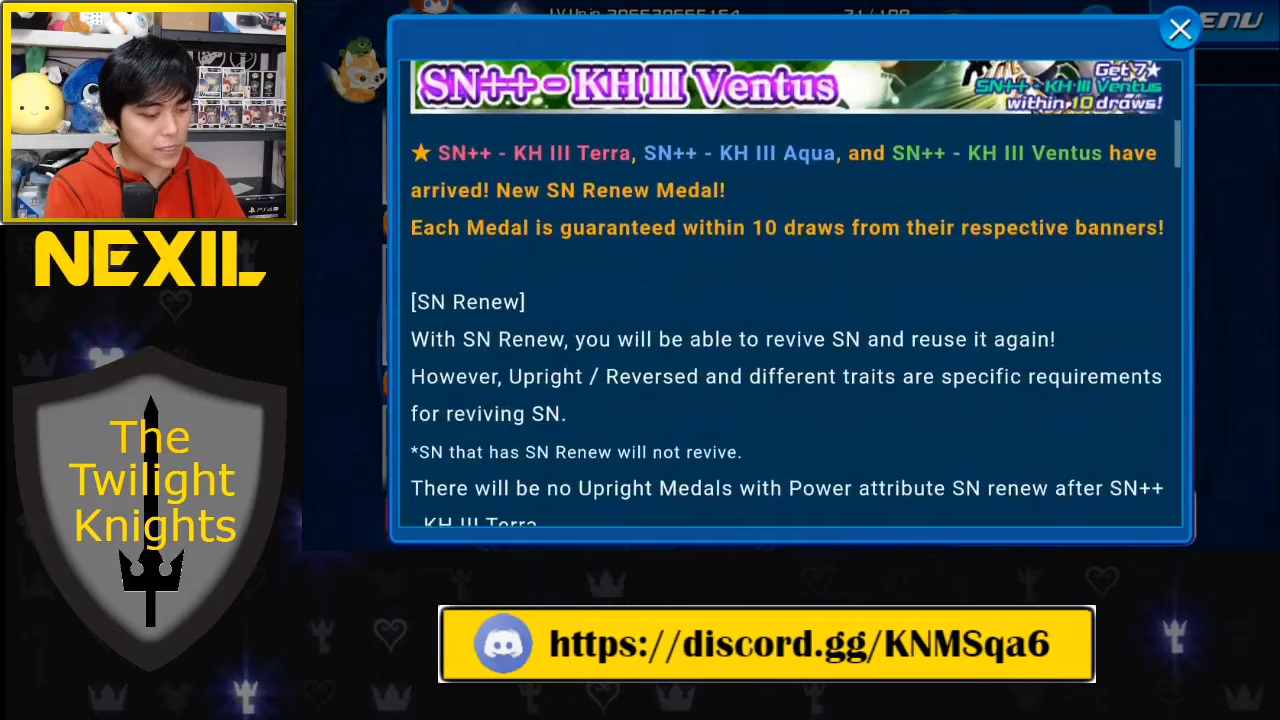 MENU
SN++ - KH III Ventus
Get 7★
SN++ - KH III Ventus
within 10 draws!
★ SN++ - KH III Terra, SN++ - KH III Aqua, and SN++ - KH III Ventus have
arrived! New SN Renew Medal!
Each Medal is guaranteed within 10 draws from their respective banners!
[SN Renew]
With SN Renew, you will be able to revive SN and reuse it again!
However, Upright / Reversed and different traits are specific requirements
for reviving SN.
*SN that has SN Renew will not revive.
There will be no Upright Medals with Power attribute SN renew after SN++
- KH III Terra
NEXIL
The
Twilight
Knights
https://discord.gg/KNMSqa6